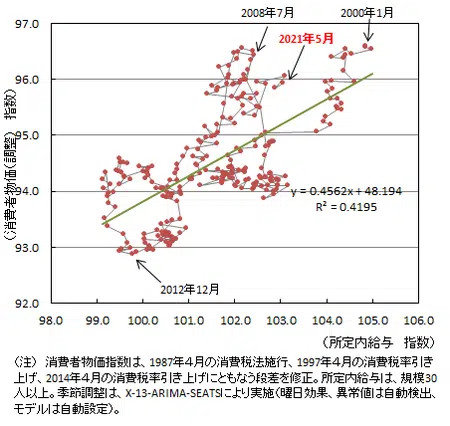 2008年7月
2000年1月
2021年5月
97.0
96.0
95.0
94.0
93.0
92.0
(消費者物価(調整) 指数)
y = 0.4562x + 48.194
R² = 0.4195
2012年12月
98.0 99.0 100.0 101.0 102.0 103.0 104.0 105.0 106.0
(所定内給与 指数)
(注) 消費者物価指数は、1987年4月の消費税法施行、1997年4月の消費税率引き
上げ、2014年4月の消費税率引き上げにともなう段差を修正。所定内給与は、規模30
人以上。季節調整は、X-13-ARIMA-SEATSにより実施(曜日効果、異常値は自動検出、
モデルは自動設定)。